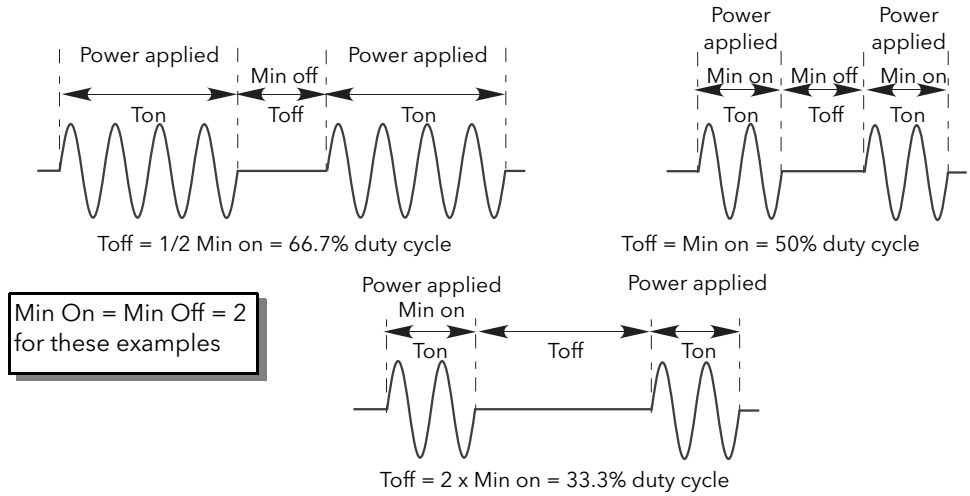 Power applied
Min off
Power applied
Ton
Toff
Ton
Toff = 1/2 Min on = 66.7% duty cycle
Power
applied
Power
applied
Min on
Min off
Min on
Ton
Toff
Ton
Toff = Min on = 50% duty cycle
Min On = Min Off = 2
for these examples
Power applied
Min on
Power applied
Ton
Toff
Ton
Toff = 2 x Min on = 33.3% duty cycle